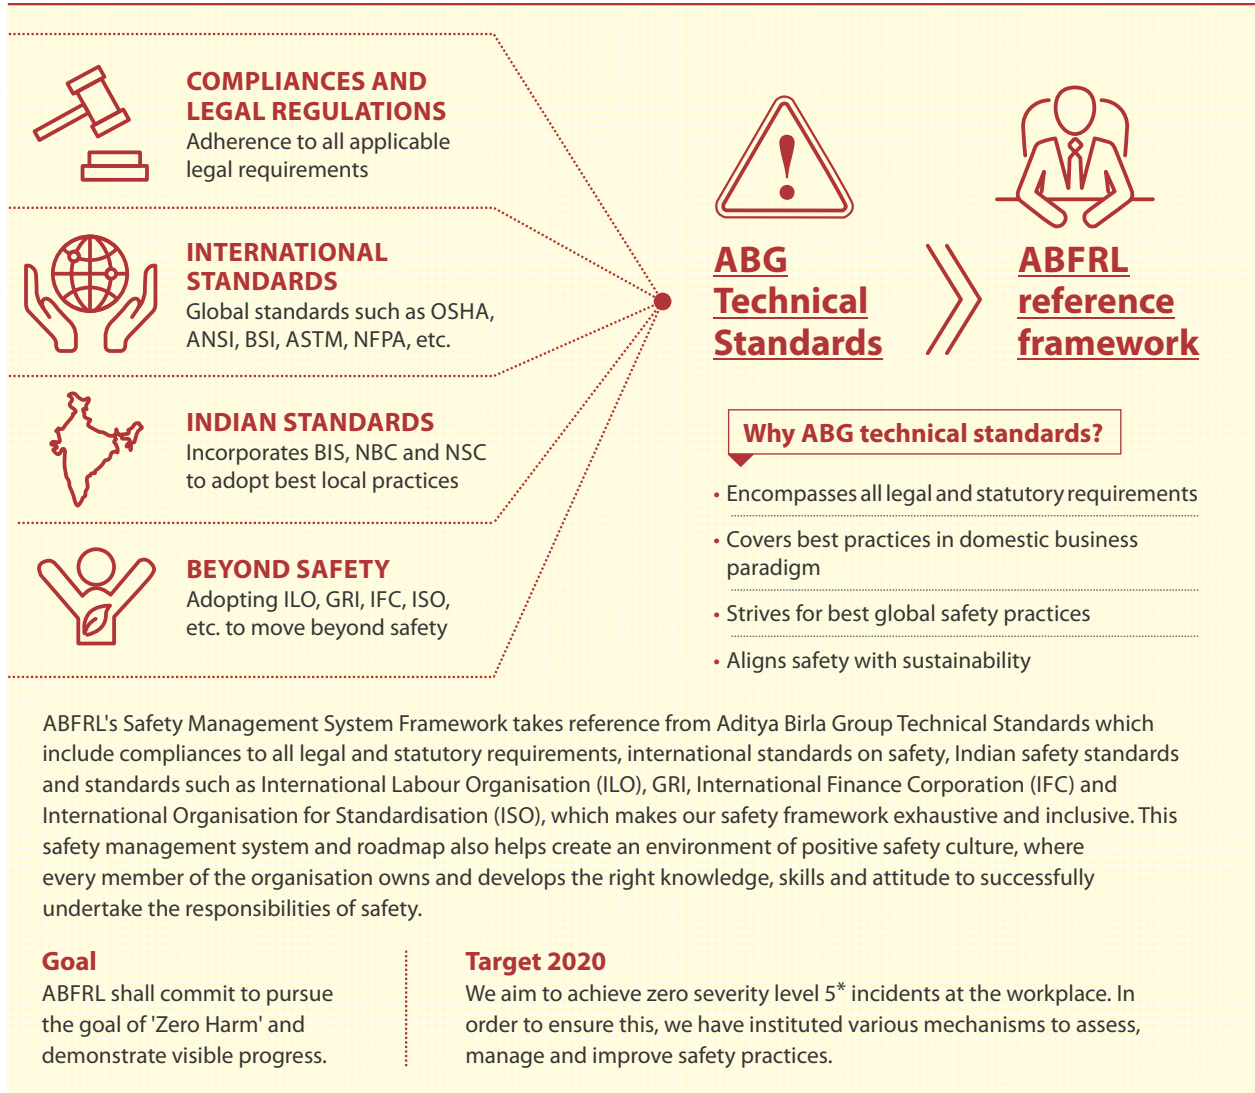 COMPLIANCES AND
LEGAL REGULATIONS
Adherence to all applicable
legal requirements
INTERNATIONAL
STANDARDS
Global standards such as OSHA,
ANSI, BSI, ASTM, NFPA, etc.
INDIAN STANDARDS
Incorporates BIS, NBC and NSC
to adopt best local practices
BEYOND SAFETY
Adopting ILO, GRI, IFC, ISO,
etc. to move beyond safety
ABG
Technical
Standards
ABFRL
reference
framework
Why ABG technical standards?
• Encompasses all legal and statutory requirements
• Covers best practices in domestic business
paradigm
• Strives for best global safety practices
• Aligns safety with sustainability
ABFRL's Safety Management System Framework takes reference from Aditya Birla Group Technical Standards which
include compliances to all legal and statutory requirements, international standards on safety, Indian safety standards
and standards such as International Labour Organisation (ILO), GRI, International Finance Corporation (IFC) and
International Organisation for Standardisation (ISO), which makes our safety framework exhaustive and inclusive. This
safety management system and roadmap also helps create an environment of positive safety culture, where
every member of the organisation owns and develops the right knowledge, skills and attitude to successfully
undertake the responsibilities of safety.
Goal
ABFRL shall commit to pursue
the goal of 'Zero Harm' and
demonstrate visible progress.
Target 2020
We aim to achieve zero severity level 5* incidents at the workplace. In
order to ensure this, we have instituted various mechanisms to assess,
manage and improve safety practices.